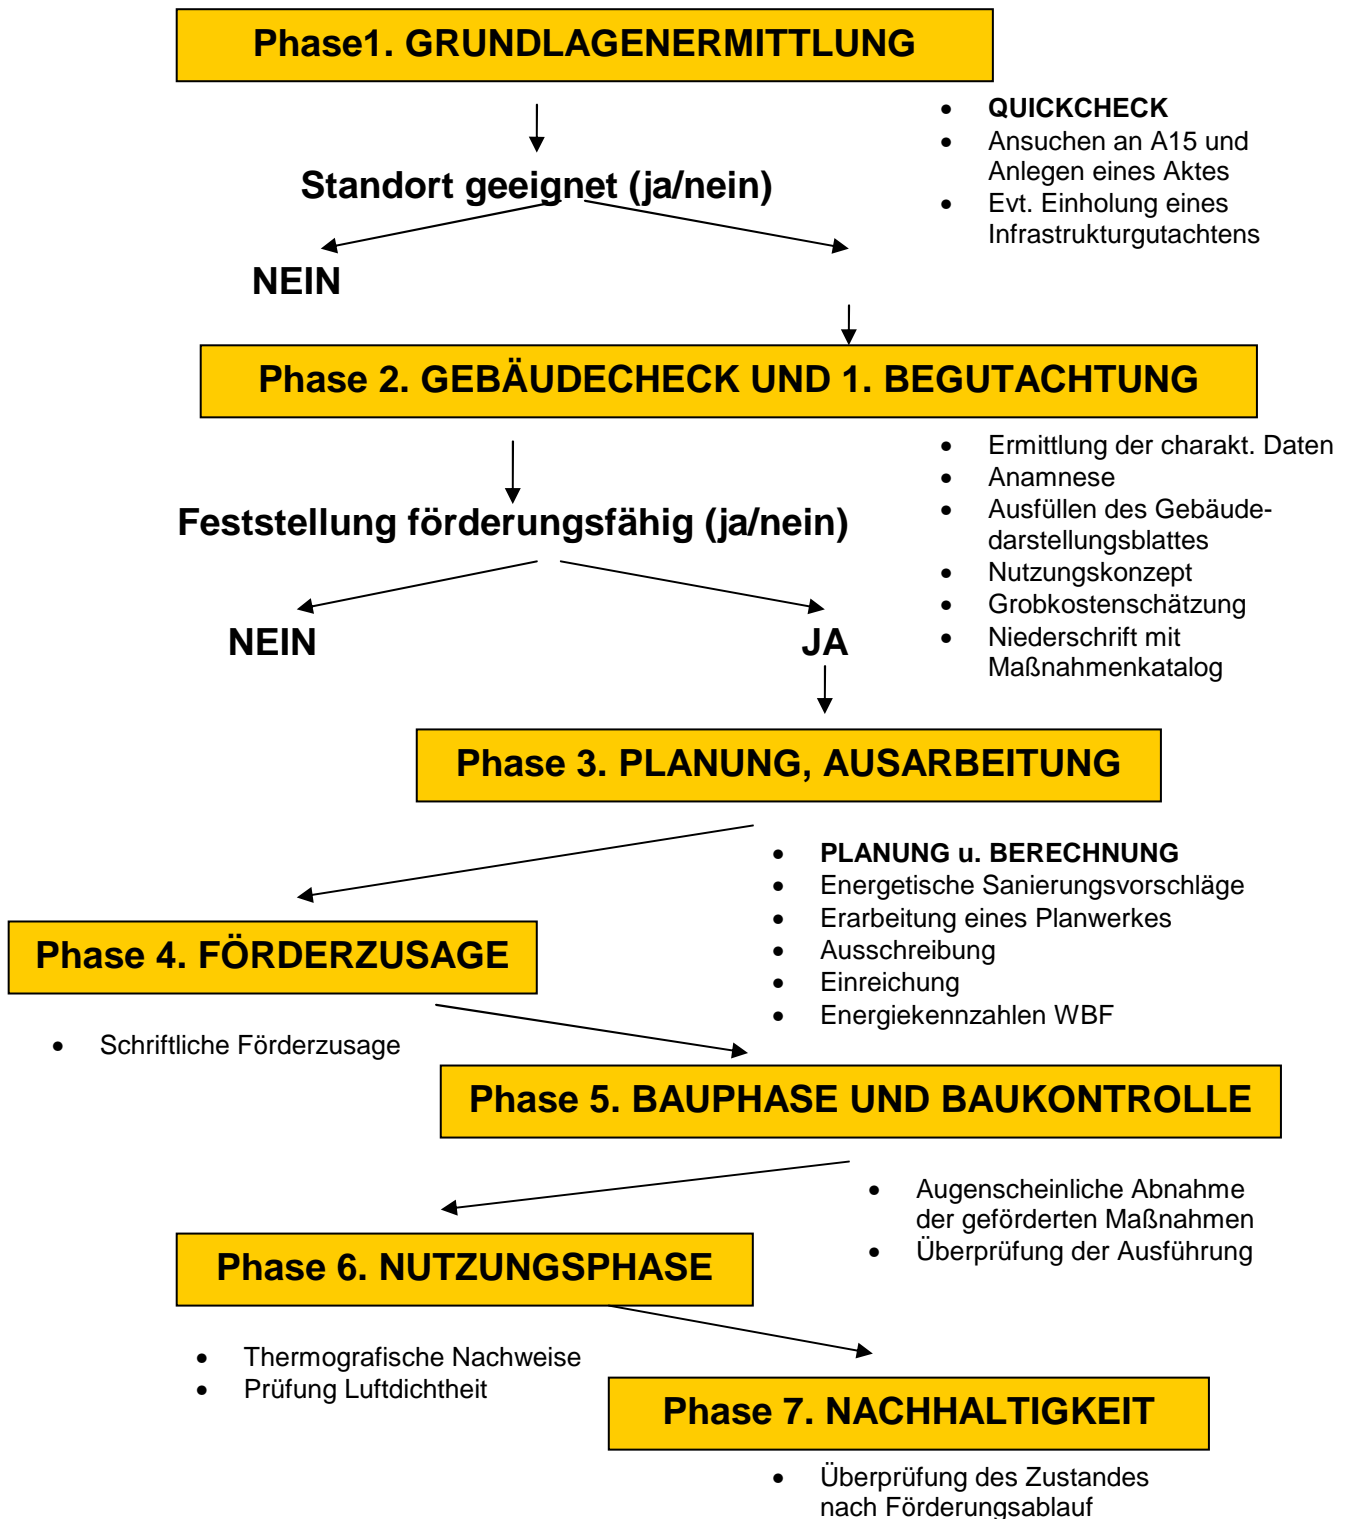 Phase1. GRUNDLAGENERMITTLUNG
• QUICKCHECK
• Ansuchen an A15 und
Anlegen eines Aktes
• Evt. Einholung eines
Infrastrukturgutachtens
Standort geeignet (ja/nein)
NEIN
Phase 2. GEBÄUDECHECK UND 1. BEGUTACHTUNG
• Ermittlung der charakt. Daten
• Anamnese
• Ausfüllen des Gebäude-
darstellungsblattes
• Nutzungskonzept
• Grobkostenschätzung
• Niederschrift mit
Maßnahmenkatalog
Feststellung förderungsfähig (ja/nein)
NEIN
JA
Phase 3. PLANUNG, AUSARBEITUNG
• PLANUNG u. BERECHNUNG
• Energetische Sanierungsvorschläge
• Erarbeitung eines Planwerkes
• Ausschreibung
• Einreichung
• Energiekennzahlen WBF
Phase 4. FÖRDERZUSAGE
• Schriftliche Förderzusage
Phase 5. BAUPHASE UND BAUKONTROLLE
• Augenscheinliche Abnahme
der geförderten Maßnahmen
• Überprüfung der Ausführung
Phase 6. NUTZUNGSPHASE
• Thermografische Nachweise
• Prüfung Luftdichtheit
Phase 7. NACHHALTIGKEIT
• Überprüfung des Zustandes
nach Förderungsablauf